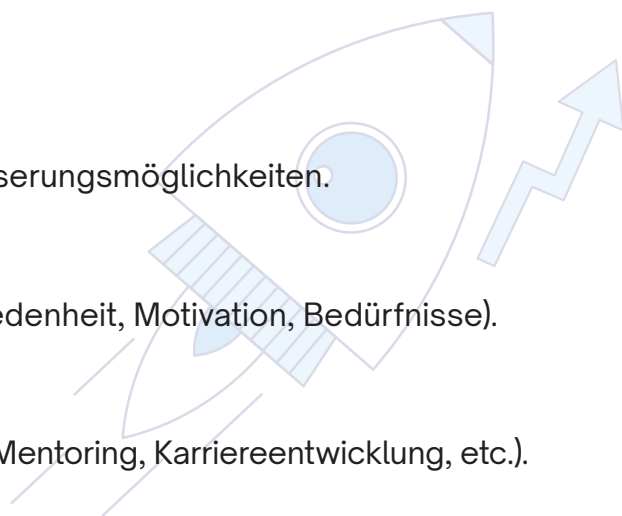 serungsmöglichkeiten.
edenheit, Motivation, Bedürfnisse).
Mentoring, Karriereentwicklung, etc.).